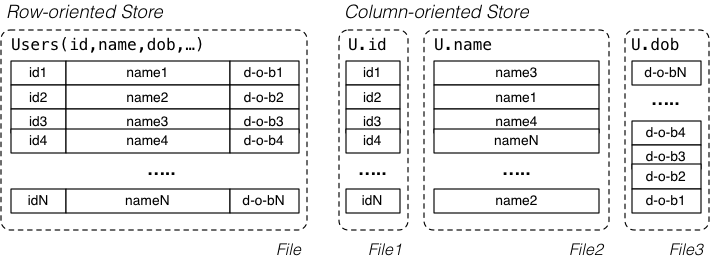 Row-oriented Store
Users(id,name,dob,…)
id1 name1 d-o-b1
id2 name2 d-o-b2
id3 name3 d-o-b3
id4 name4 d-o-b4
.....
idN nameN d-o-bN
File
Column-oriented Store
U.id
id1
id2
id3
id4
.....
idN
File1
U.name
name3
name1
name4
nameN
.....
name2
File2
U.dob
d-o-bN
.....
d-o-b4
d-o-b3
d-o-b2
d-o-b1
File3